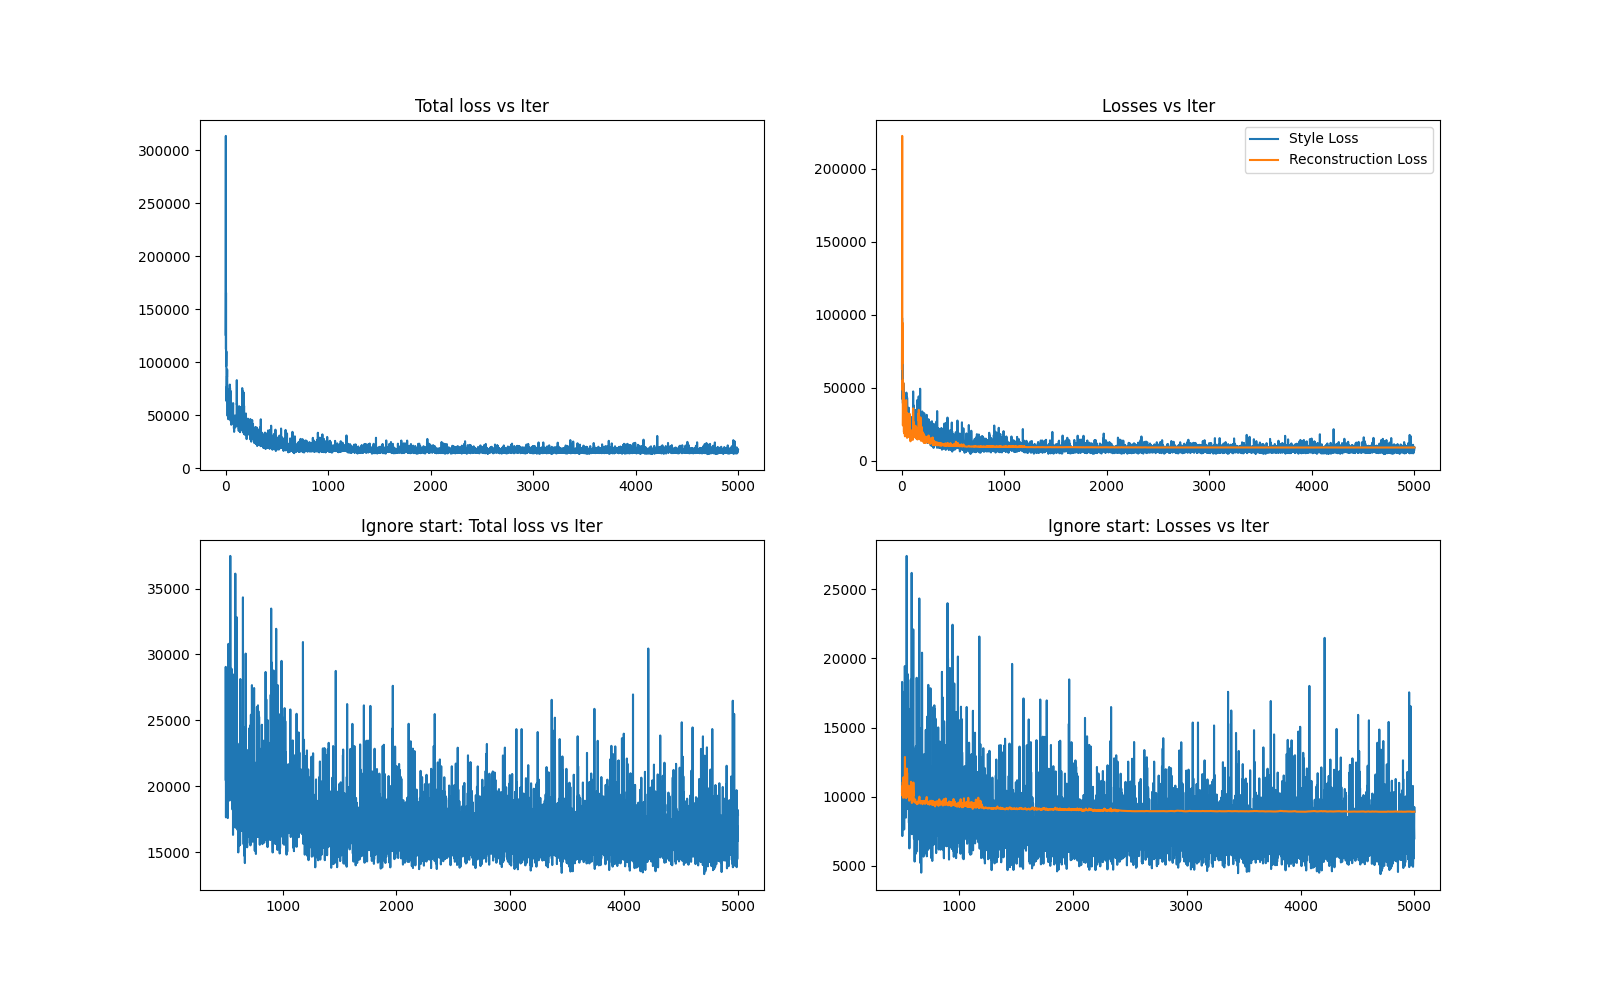 Total loss vs Iter
300000
250000
200000
150000
100000
50000
0
0 1000 2000 3000 4000 5000
Losses vs Iter
Style Loss
Reconstruction Loss
200000
150000
100000
50000
0
0 1000 2000 3000 4000 5000
Ignore start: Total loss vs Iter
35000
30000
25000
20000
15000
1000 2000 3000 4000 5000
Ignore start: Losses vs Iter
25000
20000
15000
10000
5000
1000 2000 3000 4000 5000